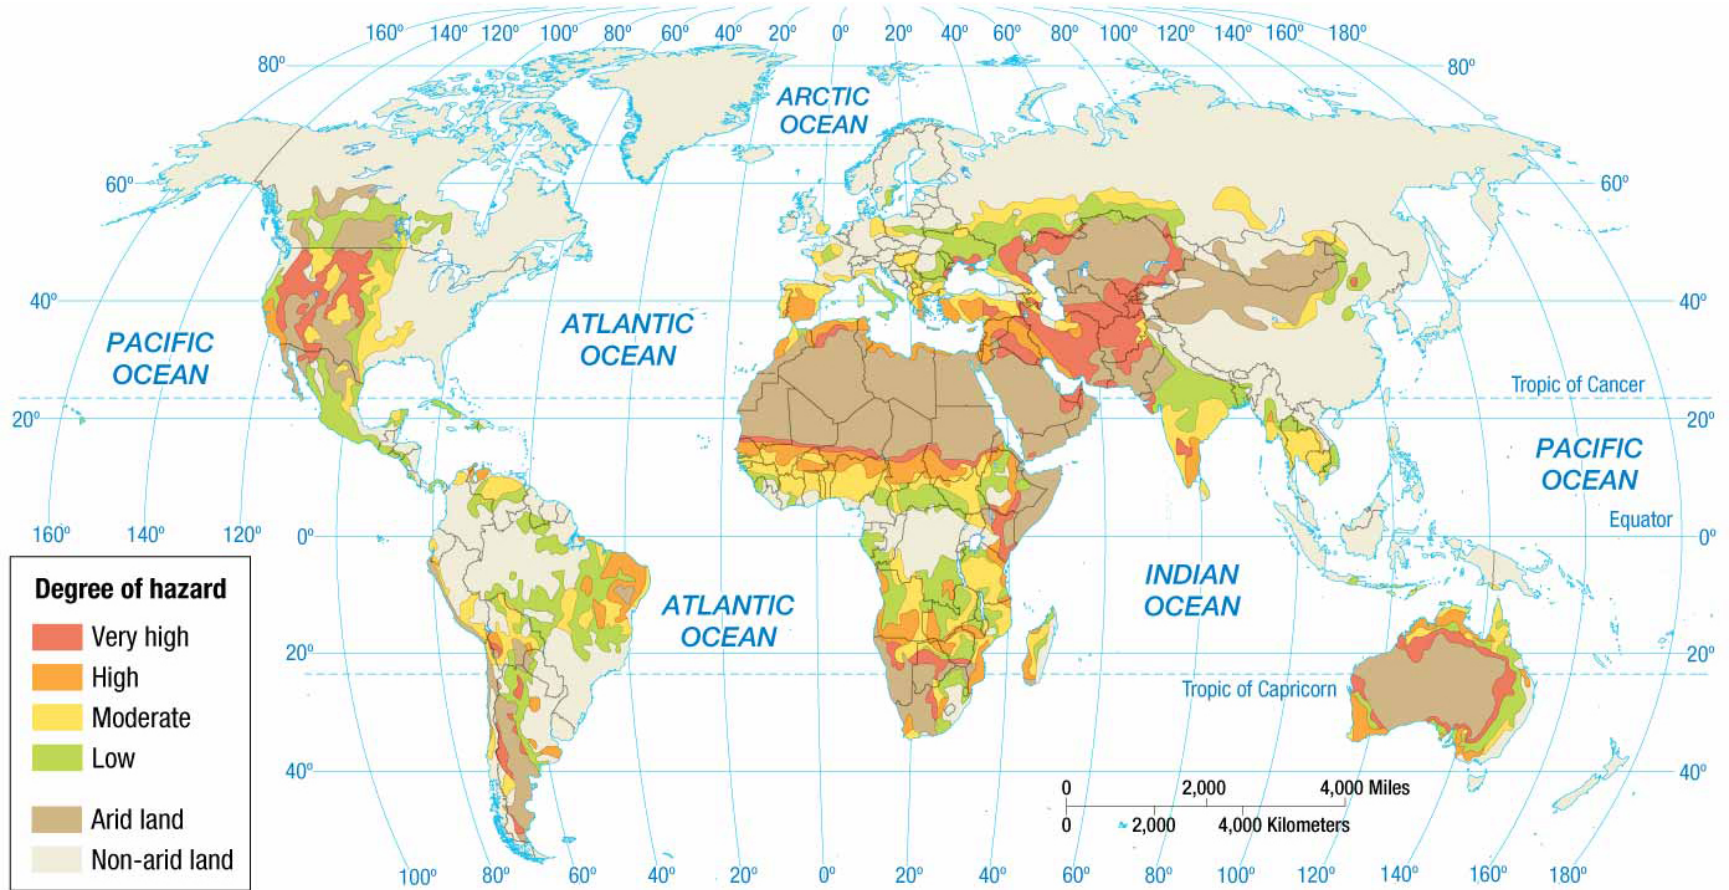 160° 140° 120° 100° 80° 60° 40° 20° 0° 20° 40° 60° 80° 100° 120° 140° 160° 180°
80° 80°
ARCTIC
OCEAN
60° 60°
40° 40°
ATLANTIC
OCEAN
PACIFIC
OCEAN
Tropic of Cancer
20° 20°
PACIFIC
OCEAN
160° 140° 120° 0° Equator 0°
INDIAN
OCEAN
ATLANTIC
OCEAN
20° 20°
Tropic of Capricorn
40° 40°
Degree of hazard
Very high
High
Moderate
Low
Arid land
Non-arid land
0 2,000 4,000 Miles
0 2,000 4,000 Kilometers
100° 80° 60° 40° 20° 0° 20° 40° 60° 80° 100° 120° 140° 160° 180°